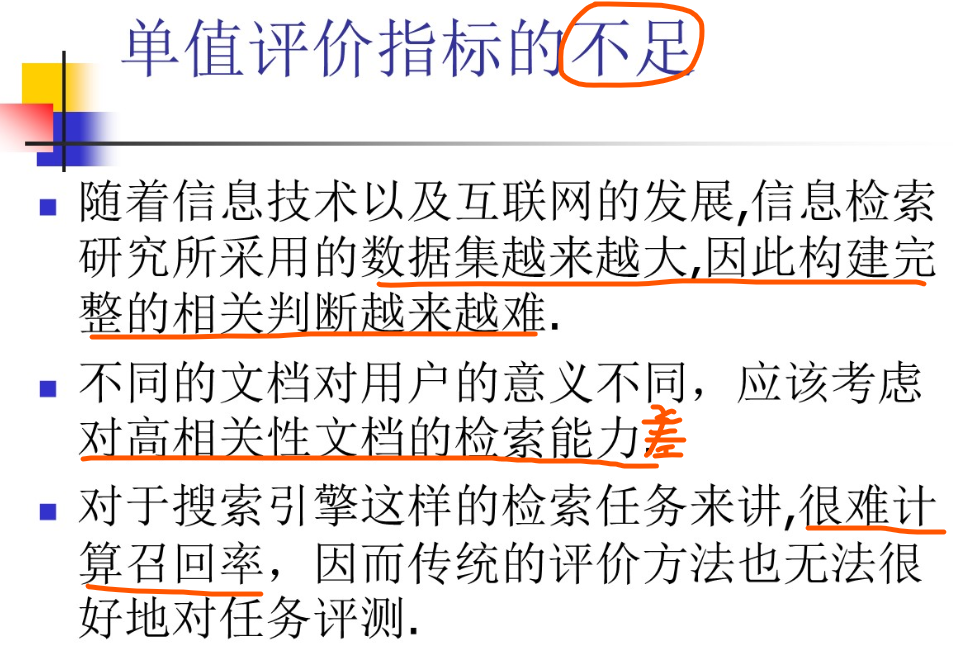 单值评价指标的不足
随着信息技术以及互联网的发展,信息检索
研究所采用的数据集越来越大,因此构建完
整的相关判断越来越难.
不同的文档对用户的意义不同，应该考虑
对高相关性文档的检索能力.差
对于搜索引擎这样的检索任务来讲,很难计
算召回率，因而传统的评价方法也无法很
好地对任务评测.